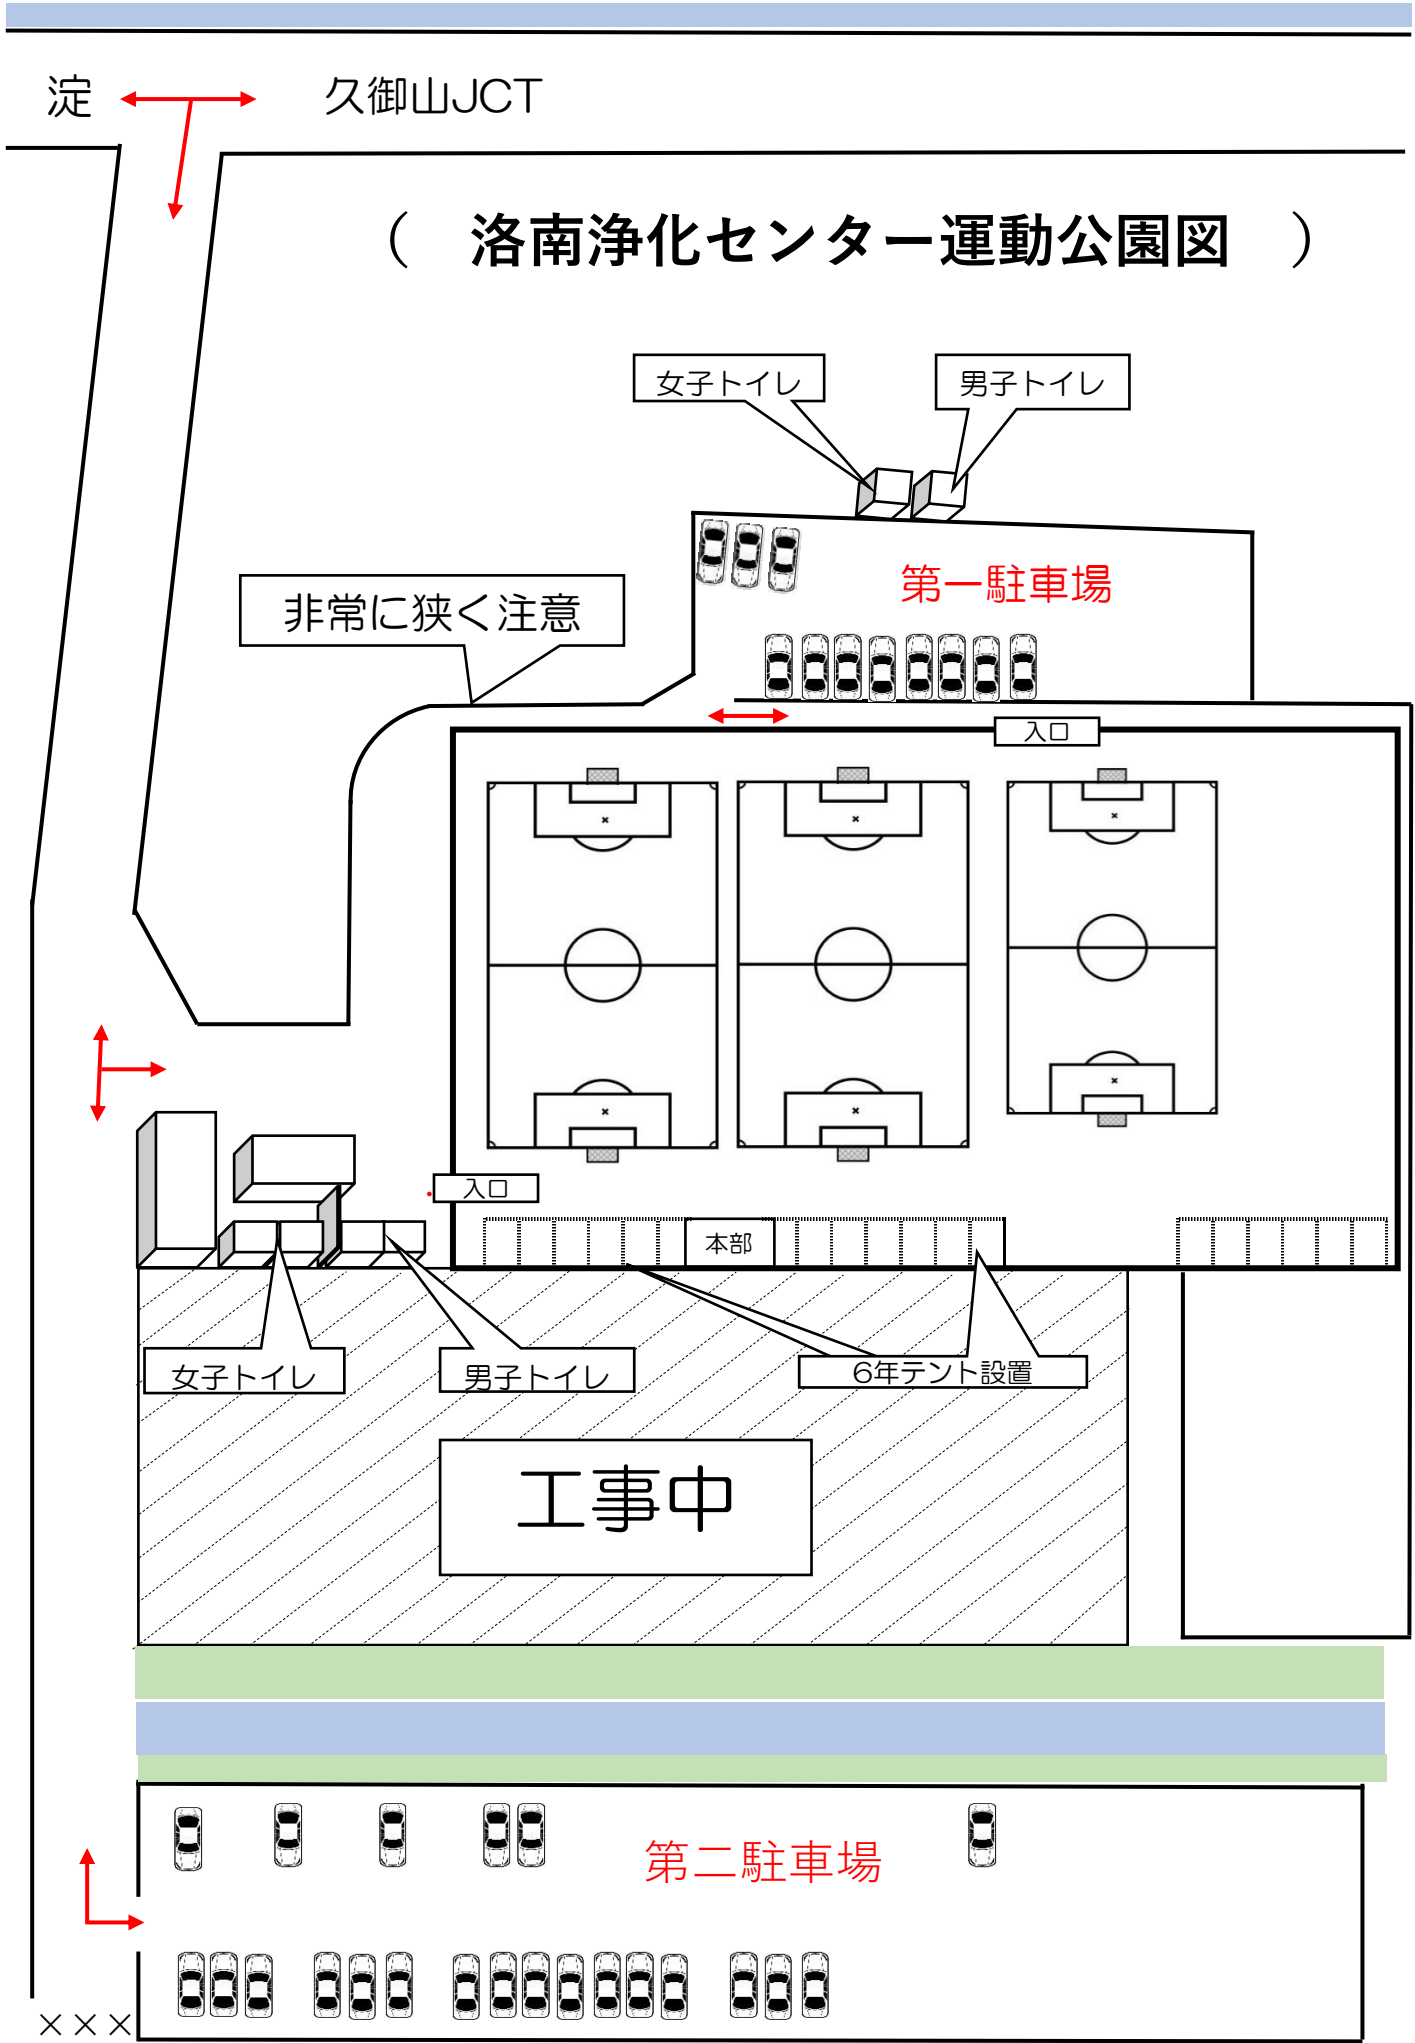 淀
久御山JCT
（　洛南浄化センター運動公園図　）
女子トイレ
男子トイレ
第一駐車場
非常に狭く注意
入口
入口
本部
女子トイレ
男子トイレ
6年テント設置
工事中
第二駐車場
×××